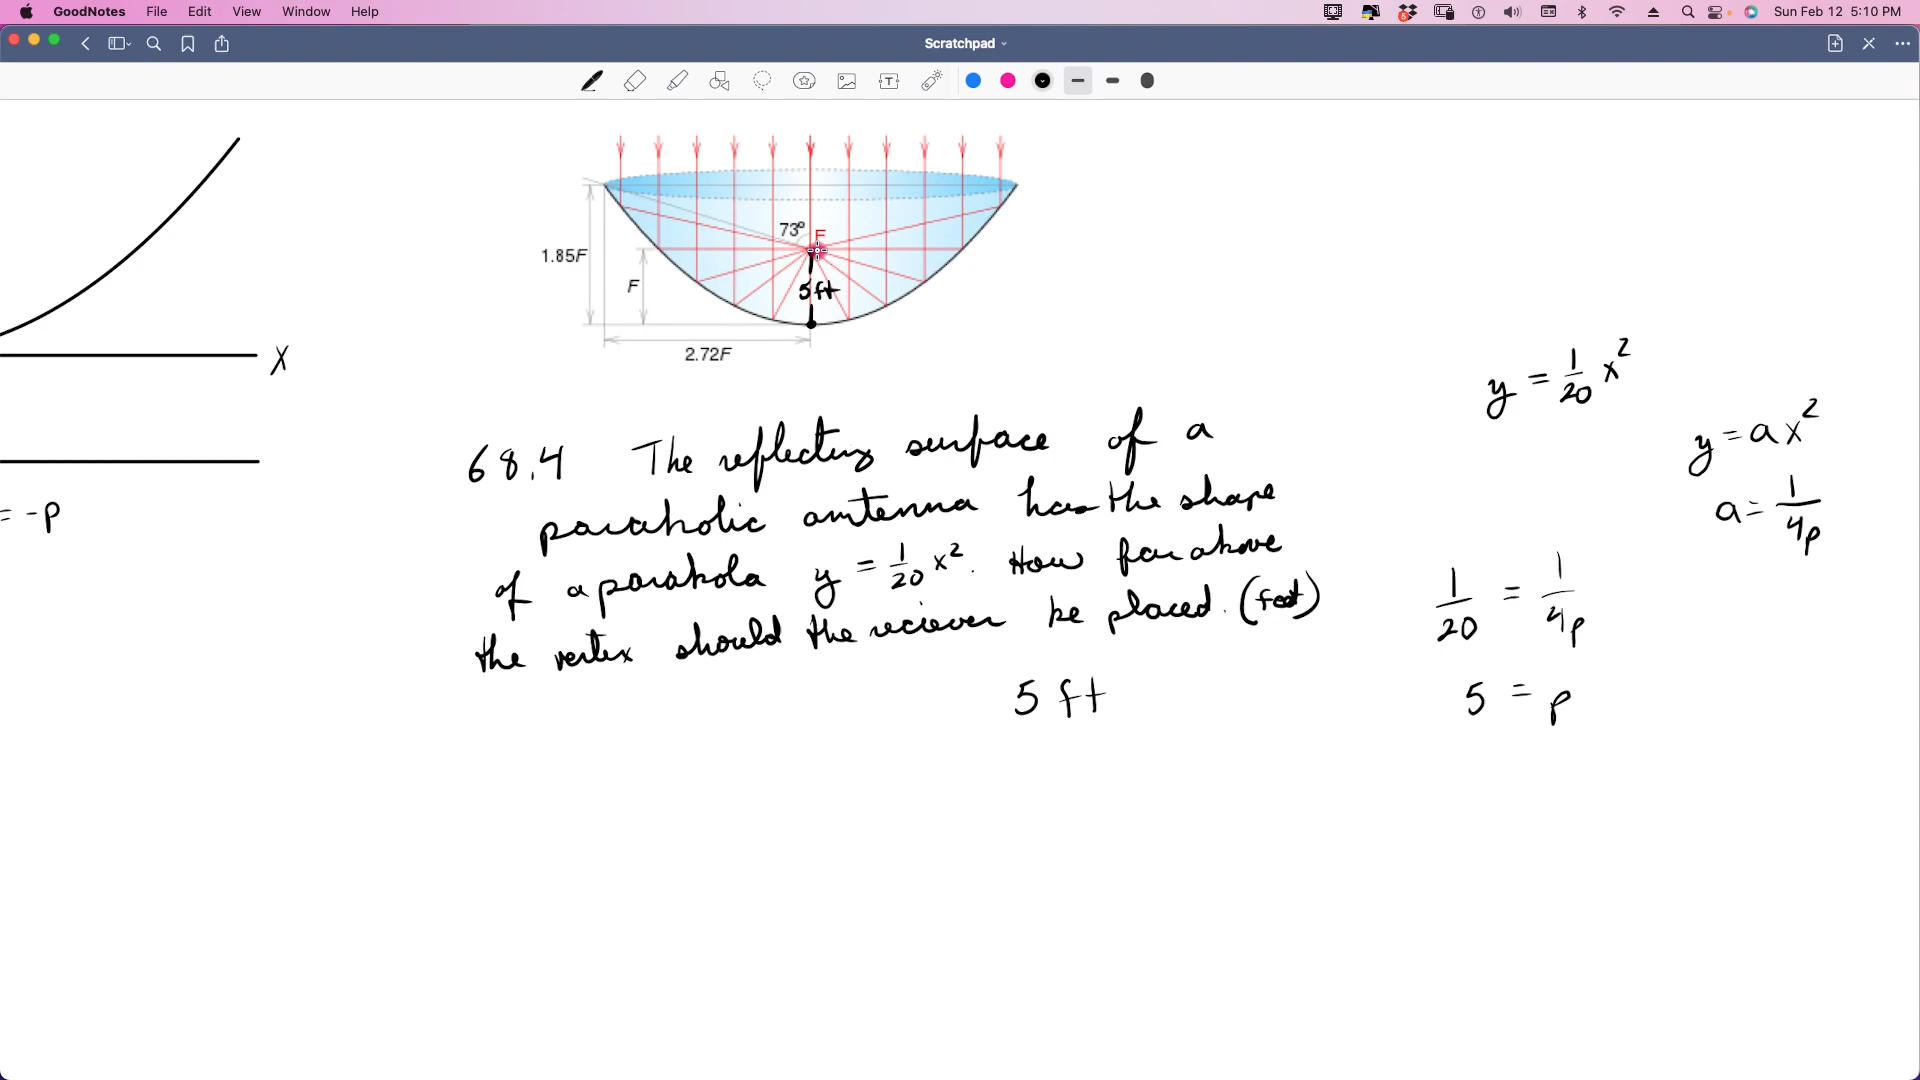 GoodNotes File Edit View Window Help
Sun Feb 12 5:10 PM
Scratchpad
T
X
= -p
73°
F
1.85F
F
5 ft
2.72F
68.4 The reflecting surface of a
parabolic antenna has the shape
of a parabola y = 1/20 x². How far above
the vertex should the reciever be placed. (feet)
5 ft
y = 1/20 x²
y = ax²
a = 1/4p
1/20 = 1/4p
5 = p